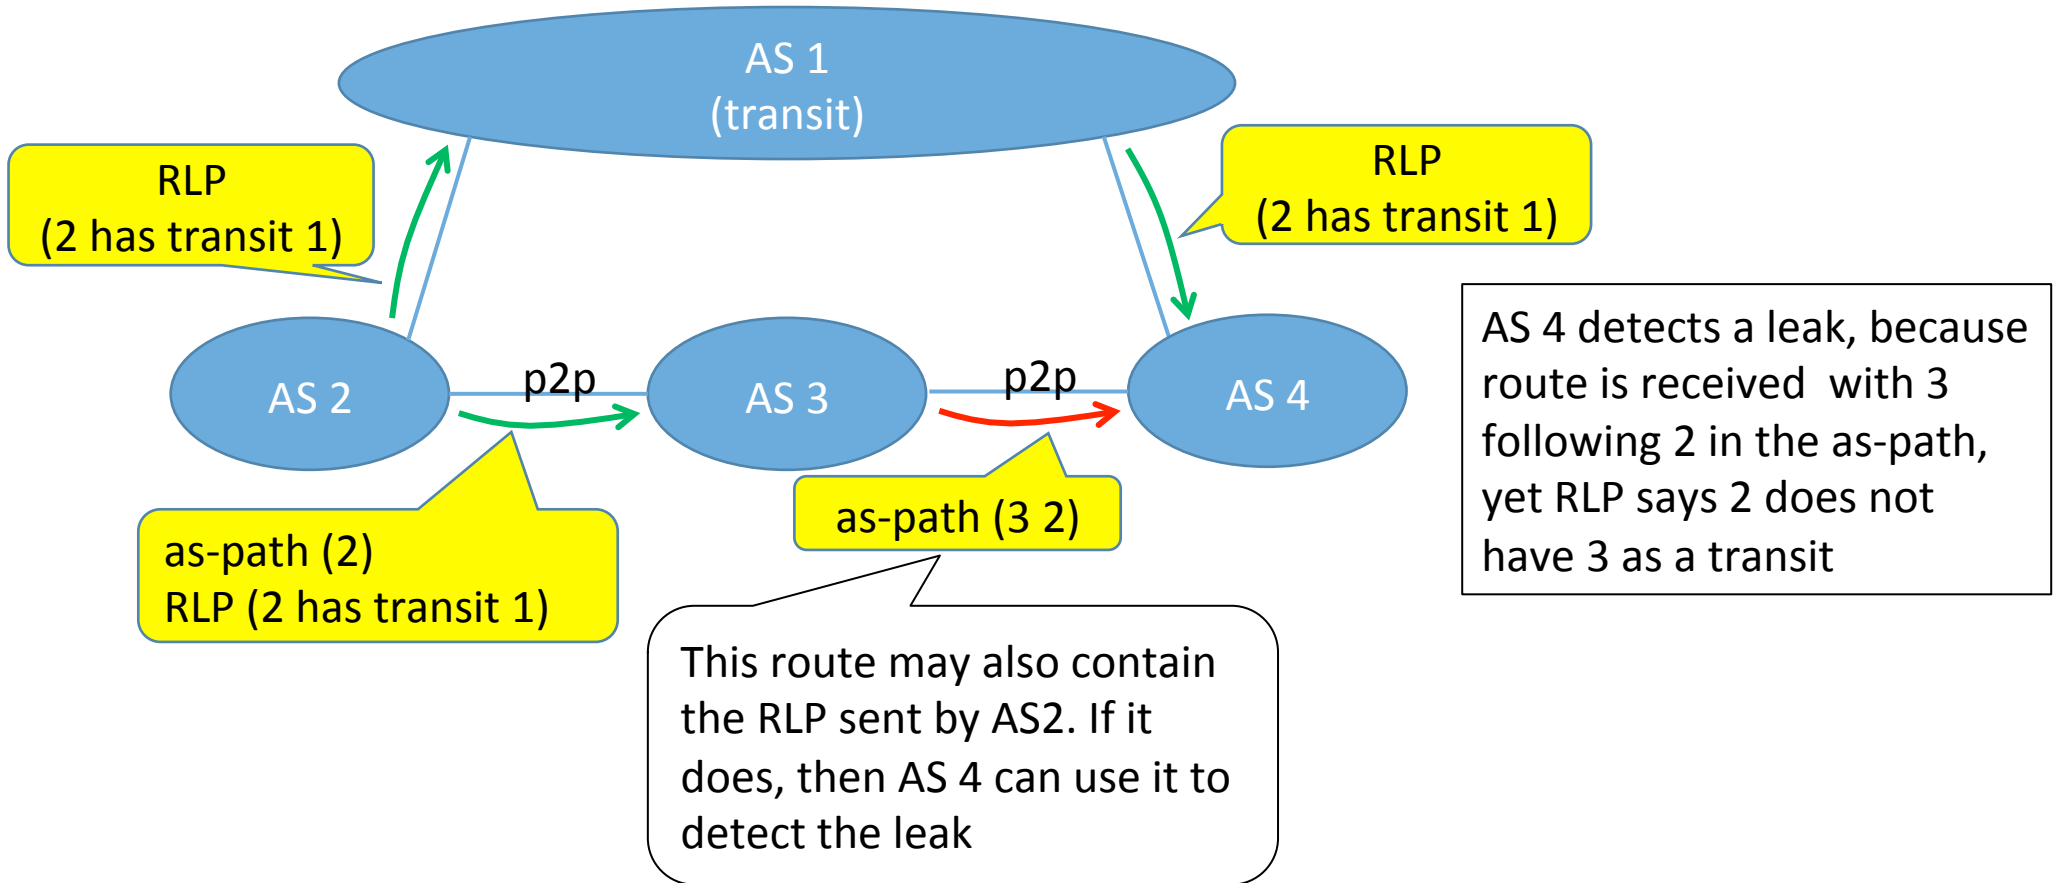 AS 1
(transit)
RLP
(2 has transit 1)
RLP
(2 has transit 1)
AS 2
p2p
AS 3
p2p
AS 4
as-path (2)
RLP (2 has transit 1)
as-path (3 2)
This route may also contain
the RLP sent by AS2. If it
does, then AS 4 can use it to
detect the leak
AS 4 detects a leak, because
route is received  with 3
following 2 in the as-path,
yet RLP says 2 does not
have 3 as a transit